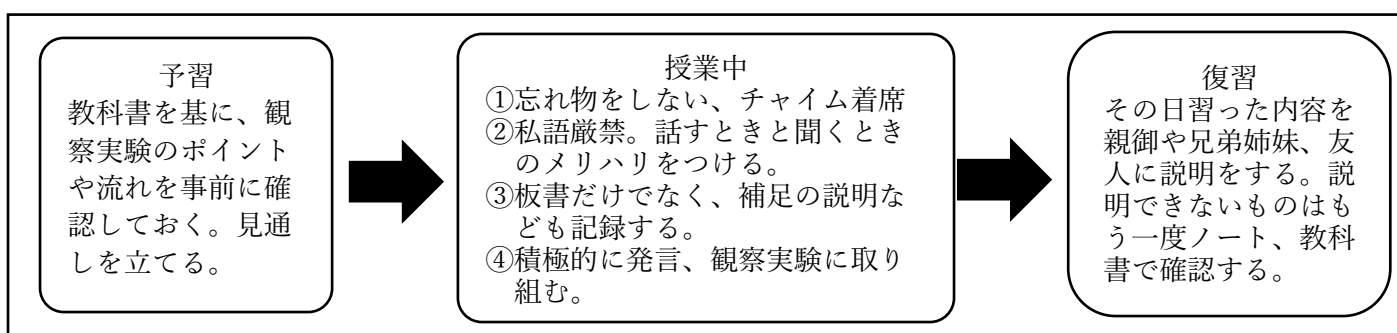 予習
教科書を基に、観
察実験のポイント
や流れを事前に確
認しておく。見通
しを立てる。
授業中
①忘れ物をしない、チャイム着席
②私語厳禁。話すときと聞くとき
のメリハリをつける。
③板書だけでなく、補足の説明な
ども記録する。
④積極的に発言、観察実験に取り
組む。
復習
その日習った内容を
親御や兄弟姉妹、友
人に説明をする。説
明できないものはも
う一度ノート、教科
書で確認する。